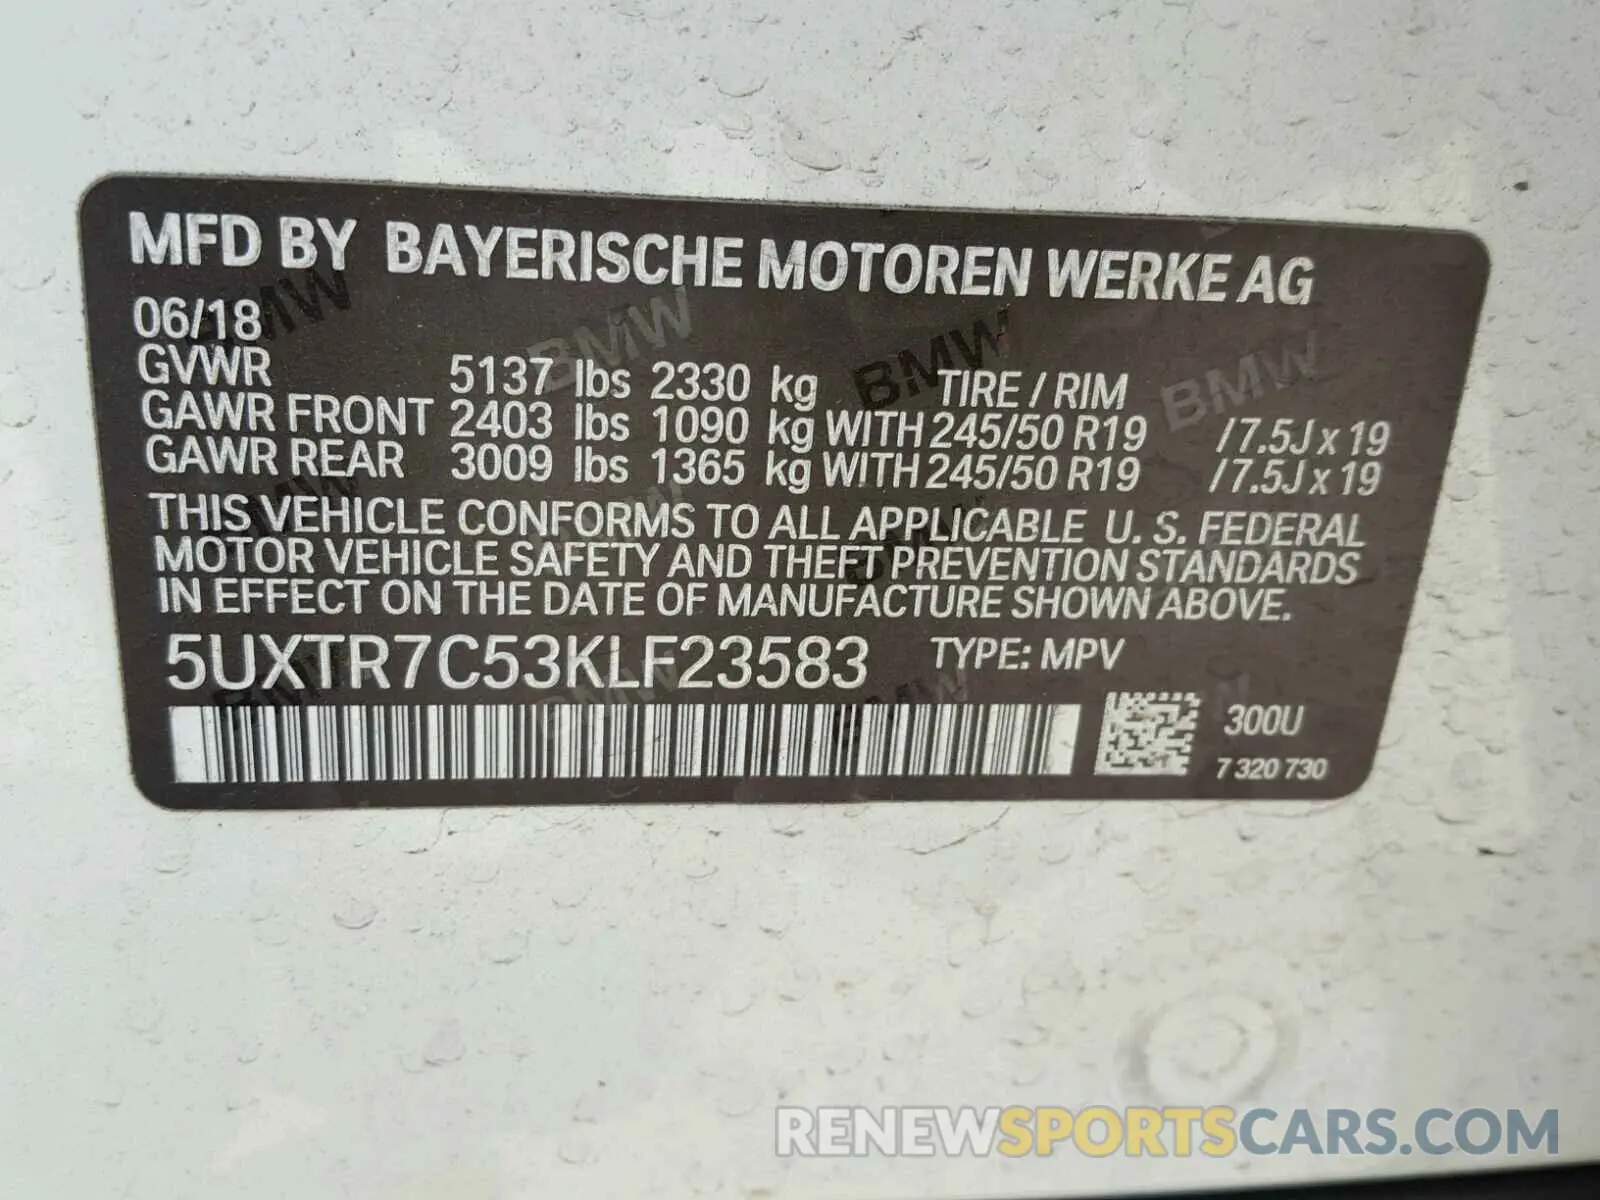 MFD BY BAYERISCHE MOTOREN WERKE AG
06/18
GVWR 5137 lbs 2330 kg TIRE / RIM
GAWR FRONT 2403 lbs 1090 kg WITH 245/50 R19 /7.5J x 19
GAWR REAR 3009 lbs 1365 kg WITH 245/50 R19 /7.5J x 19
THIS VEHICLE CONFORMS TO ALL APPLICABLE U. S. FEDERAL
MOTOR VEHICLE SAFETY AND THEFT PREVENTION STANDARDS
IN EFFECT ON THE DATE OF MANUFACTURE SHOWN ABOVE.
5UXTR7C53KLF23583 TYPE: MPV
300U
7 320 730
RENEWSPORTSCARS.COM